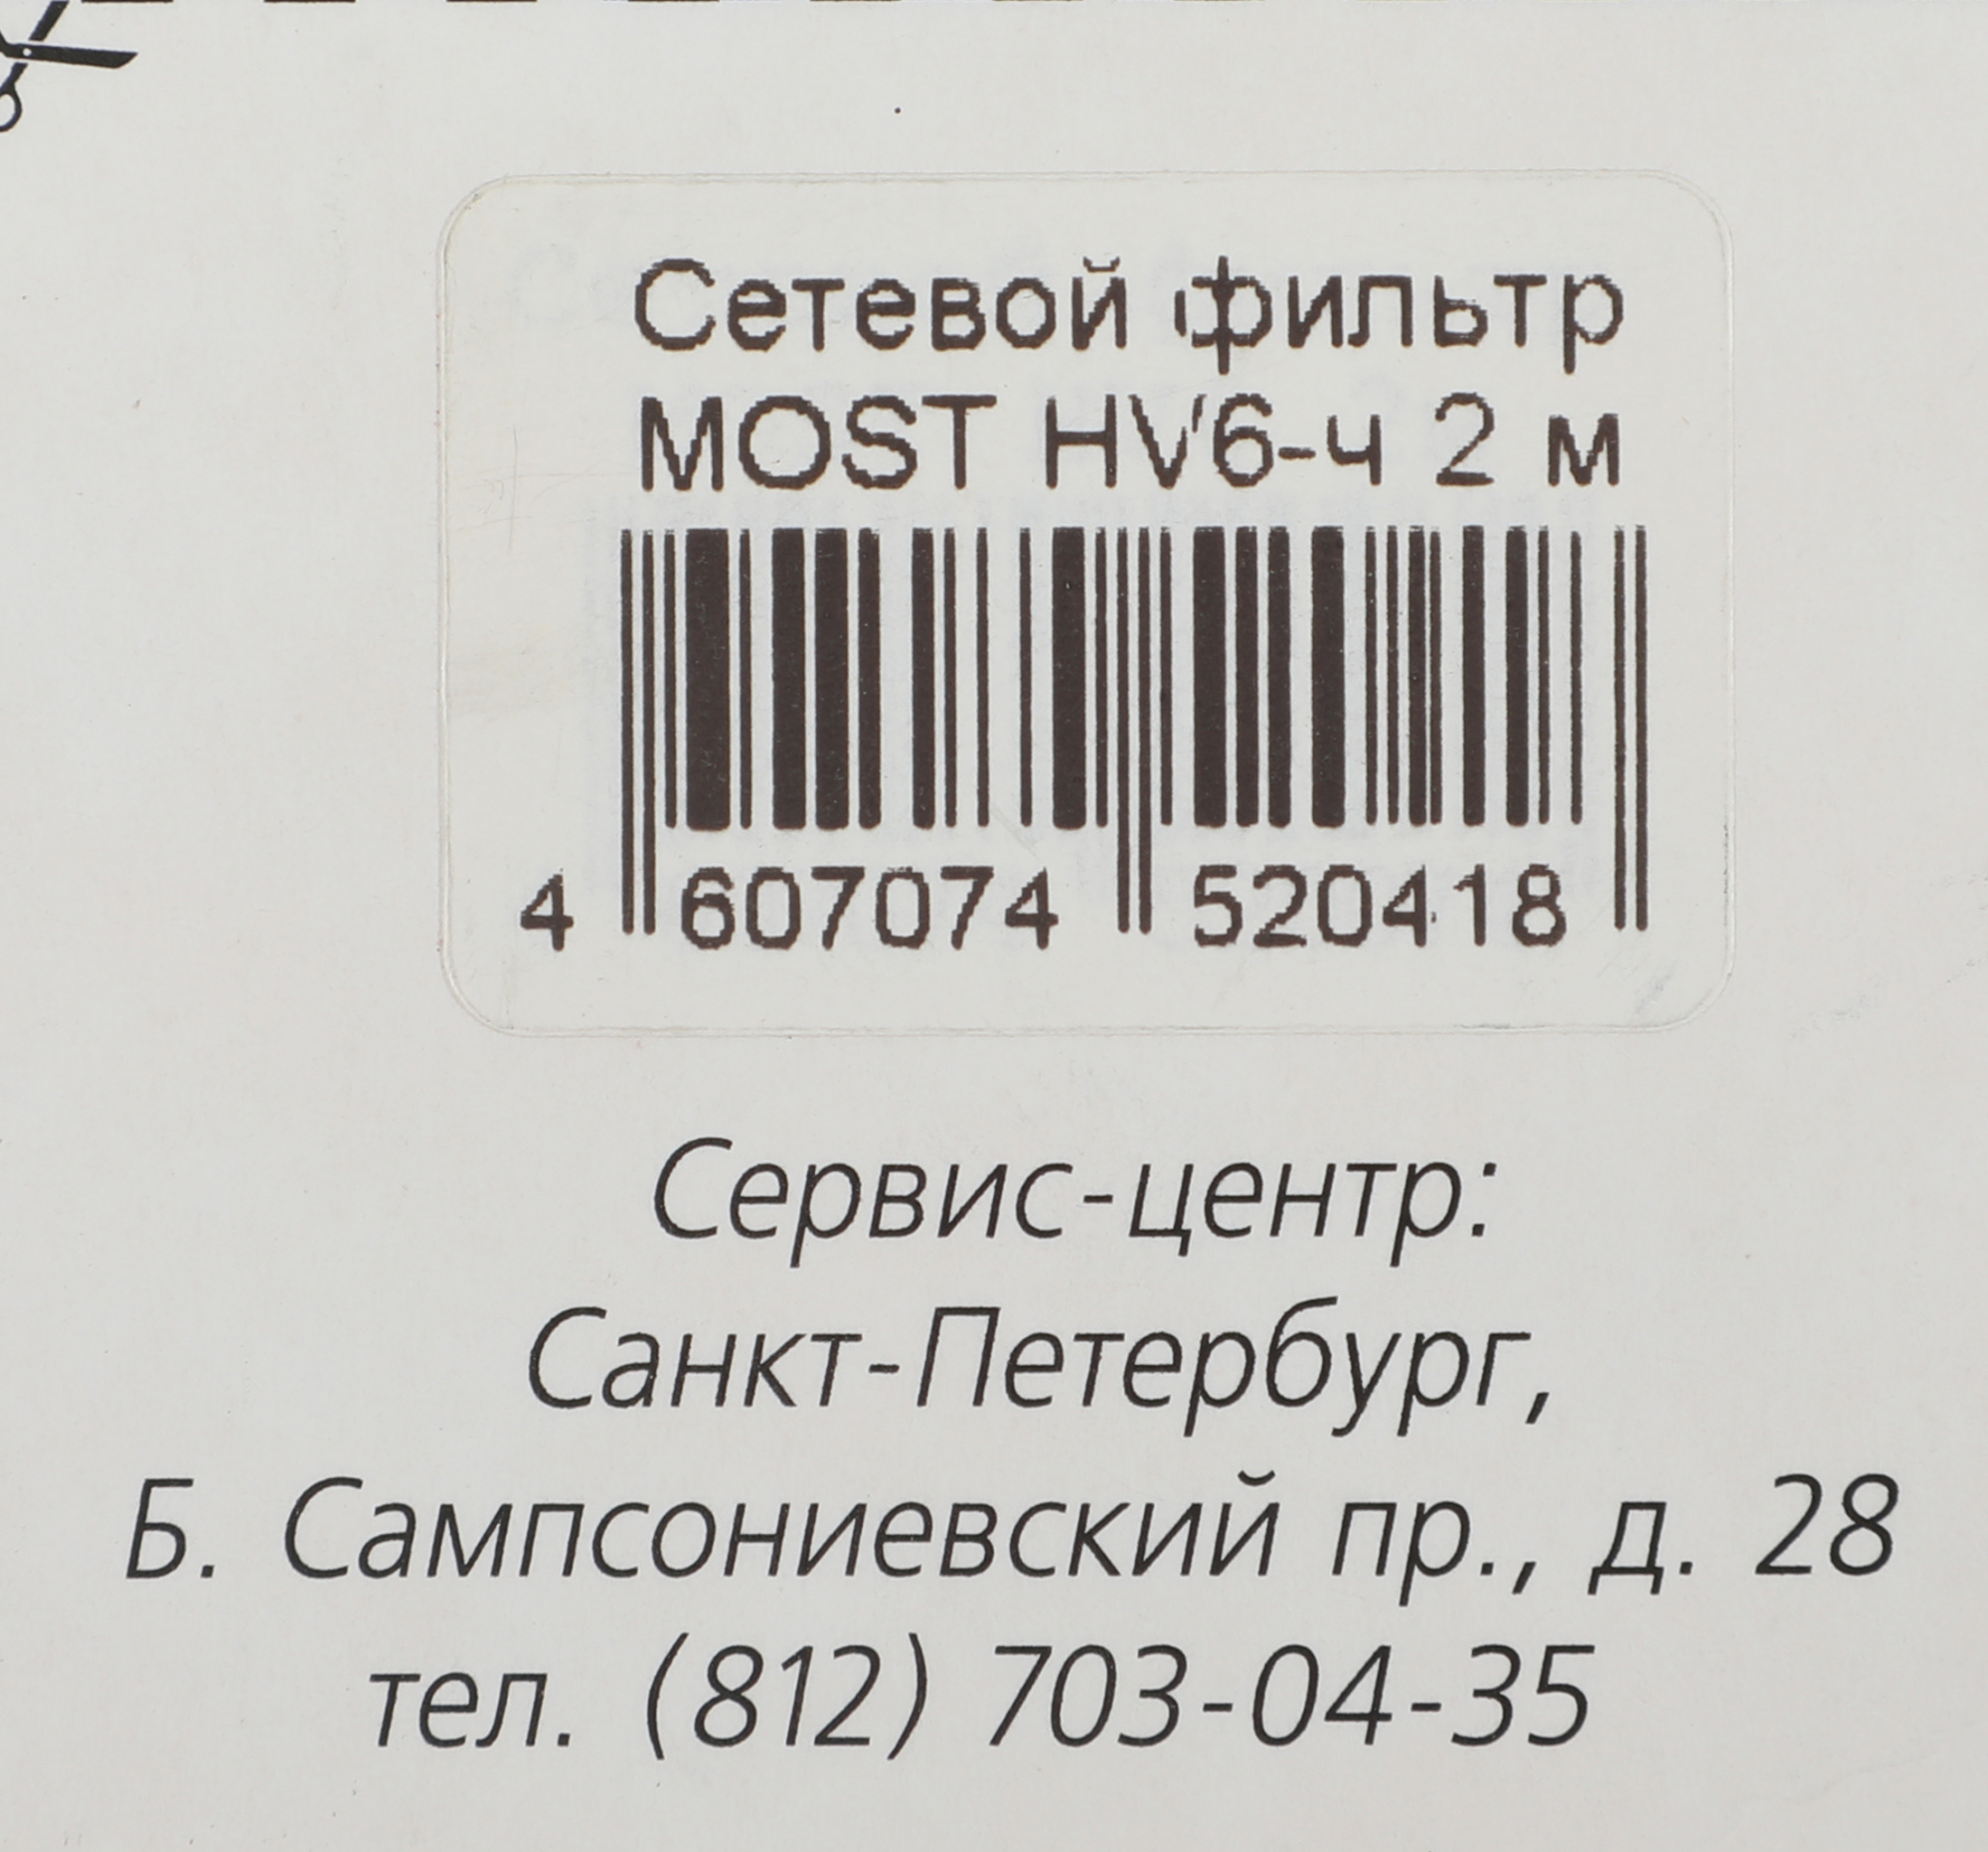 Сетевой фильтр
MOST HV6-ч 2 м
4 607074 520418
Сервис-центр:
Санкт-Петербург,
Б. Сампсониевский пр., д. 28
тел. (812) 703-04-35